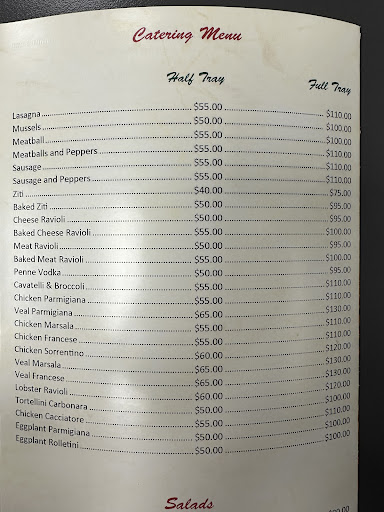 Catering Menu
Half Tray Full Tray
Lasagna $55.00 $110.00
Mussels $50.00 $100.00
Meatball $55.00 $100.00
Meatballs and Peppers $55.00 $110.00
Sausage $55.00 $110.00
Sausage and Peppers $55.00 $110.00
Ziti $40.00 $75.00
Baked Ziti $50.00 $95.00
Cheese Ravioli $50.00 $95.00
Baked Cheese Ravioli $55.00 $100.00
Meat Ravioli $50.00 $95.00
Baked Meat Ravioli $55.00 $100.00
Penne Vodka $50.00 $95.00
Cavatelli & Broccoli $55.00 $110.00
Chicken Parmigiana $55.00 $110.00
Veal Parmigiana $65.00 $130.00
Chicken Marsala $55.00 $110.00
Chicken Francese $55.00 $110.00
Chicken Sorrentino $60.00 $120.00
Veal Marsala $65.00 $130.00
Veal Francese $65.00 $130.00
Lobster Ravioli $60.00 $120.00
Tortellini Carbonara $50.00 $100.00
Chicken Cacciatore $55.00 $110.00
Eggplant Parmigiana $50.00 $100.00
Eggplant Rolletini $50.00 $100.00
Salads